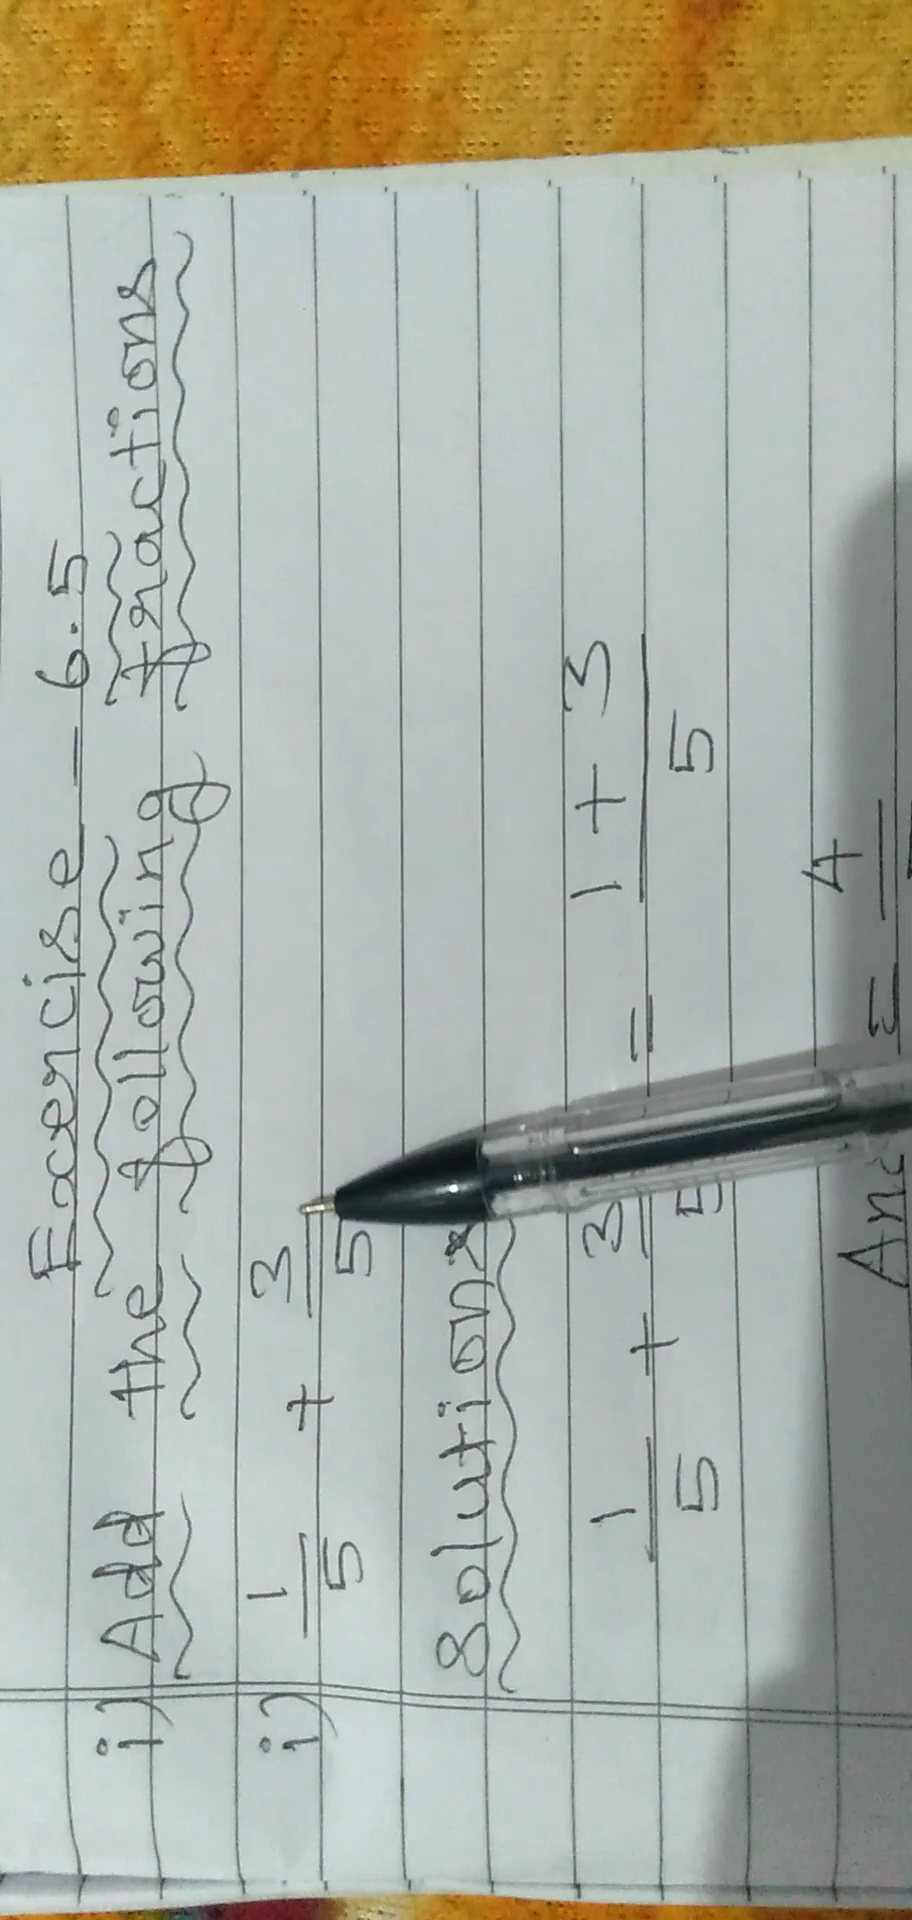 Exercise - 6.5
i) Add the following fractions
i) 1/5 + 3/5
Solution:
1/5 + 3/5 = 1 + 3/5
= 4